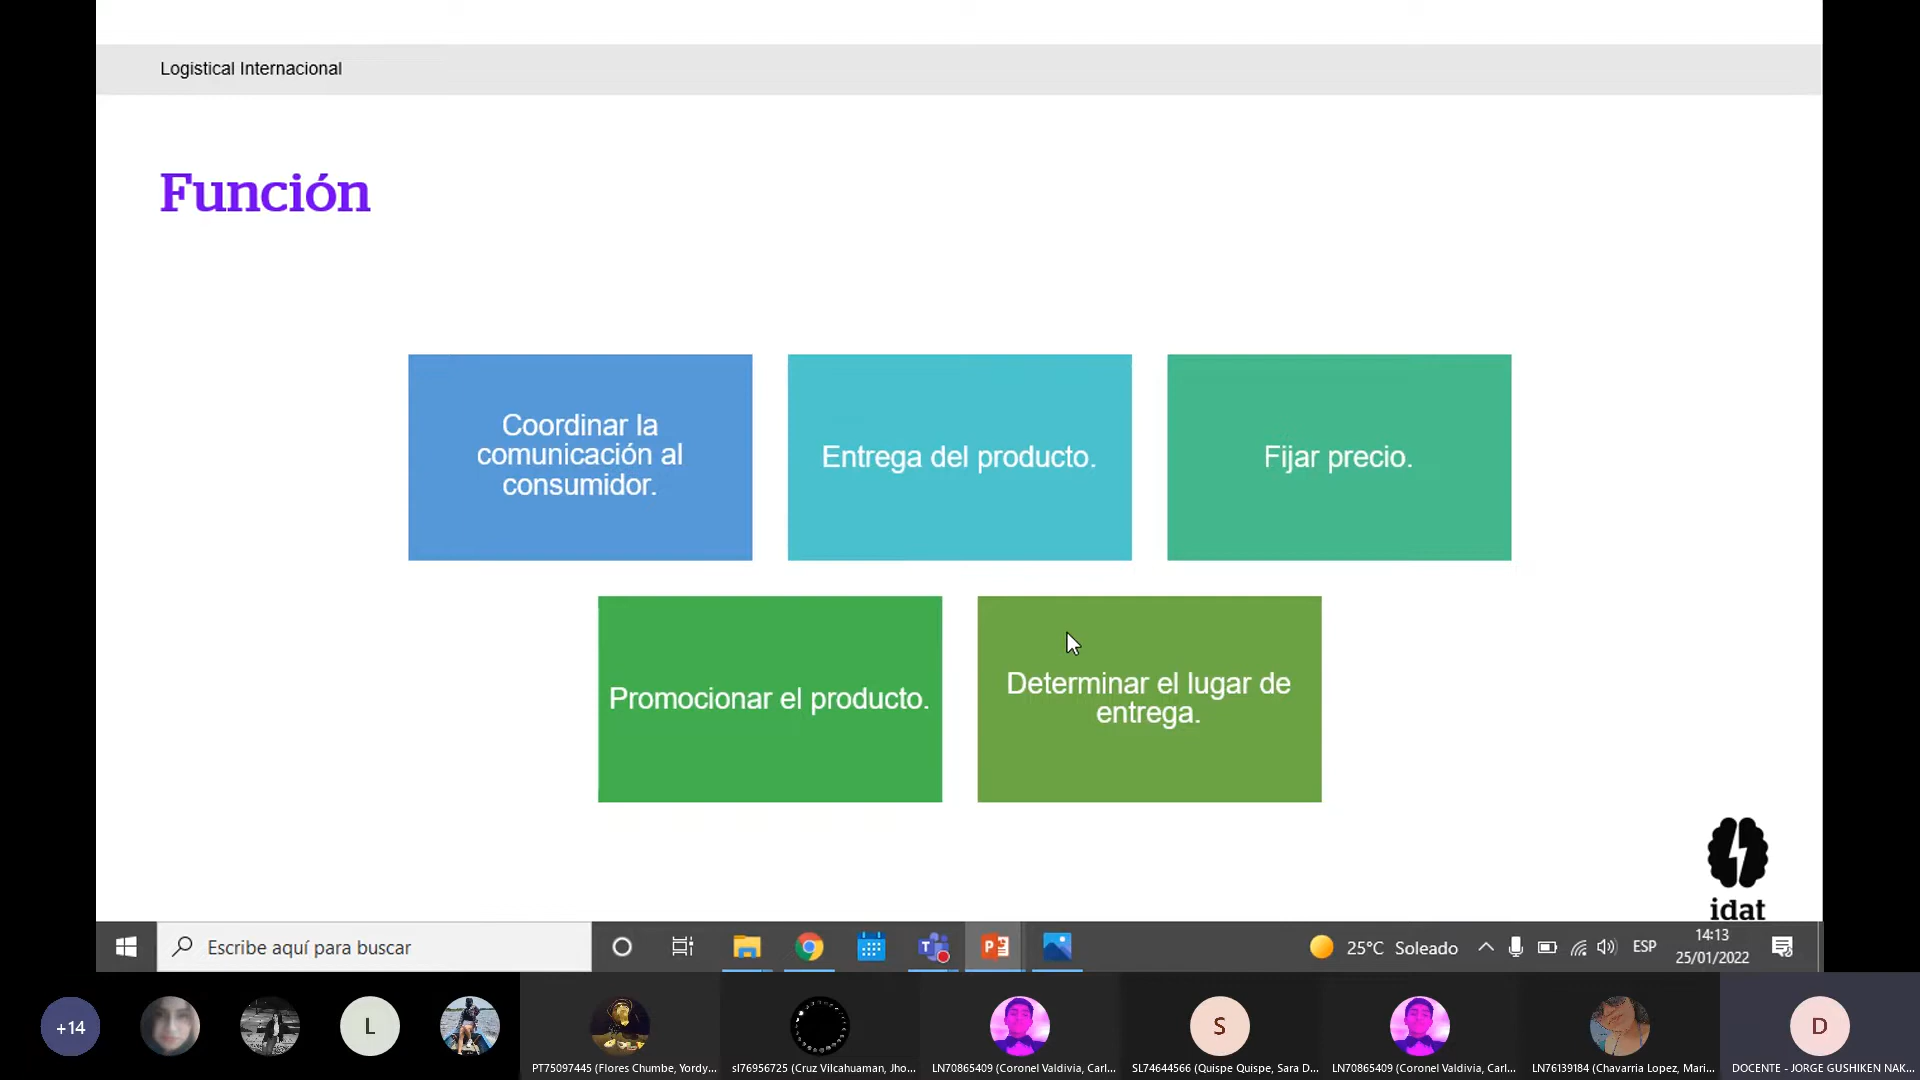 Logistical Internacional
Función
Coordinar la
comunicación al
consumidor.
Entrega del producto.
Fijar precio.
Promocionar el producto.
Determinar el lugar de
entrega.
idat
Escribe aquí para buscar
25°C Soleado
ESP
14:13
25/01/2022
+14
L
S
D
PT75097445 (Flores Chumbe, Yordy...
sl76956725 (Cruz Vilcahuaman, Jho...
LN70865409 (Coronel Valdivia, Carl...
SL74644566 (Quispe Quispe, Sara D...
LN70865409 (Coronel Valdivia, Carl...
LN76139184 (Chavarria Lopez, Mari...
DOCENTE - JORGE GUSHIKEN NAK...